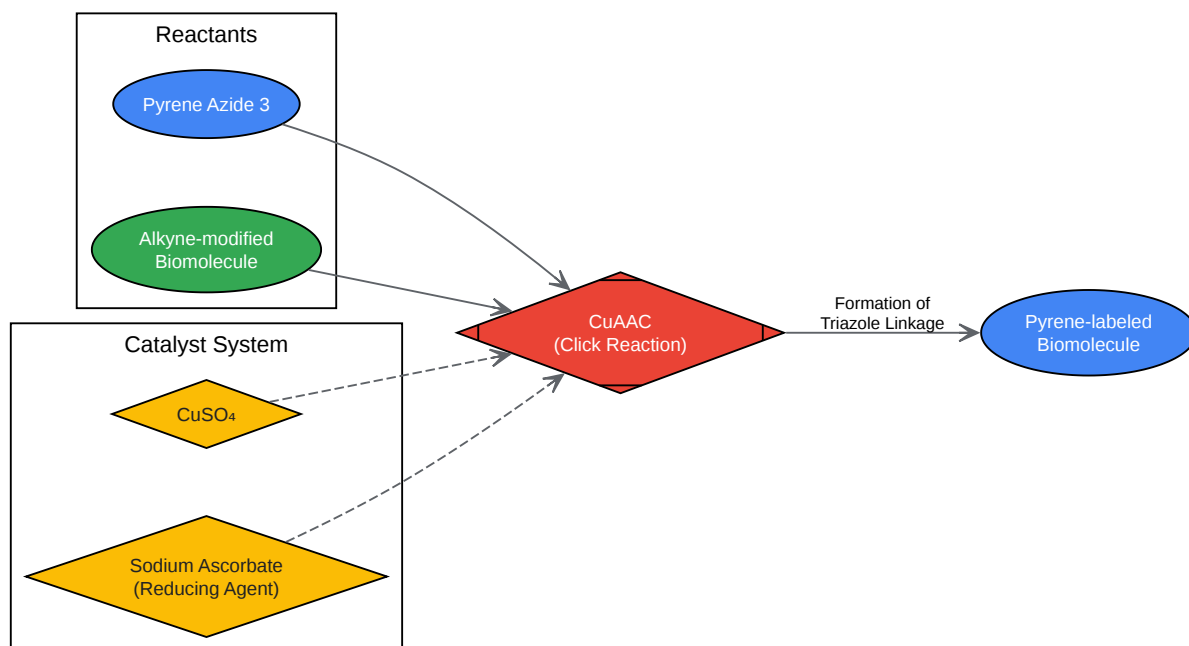 Reactants
Pyrene Azide 3
Alkyne-modified
Biomolecule
Catalyst System
CuSO₄
Sodium Ascorbate
(Reducing Agent)
CuAAC
(Click Reaction)
Formation of
Triazole Linkage
Pyrene-labeled
Biomolecule